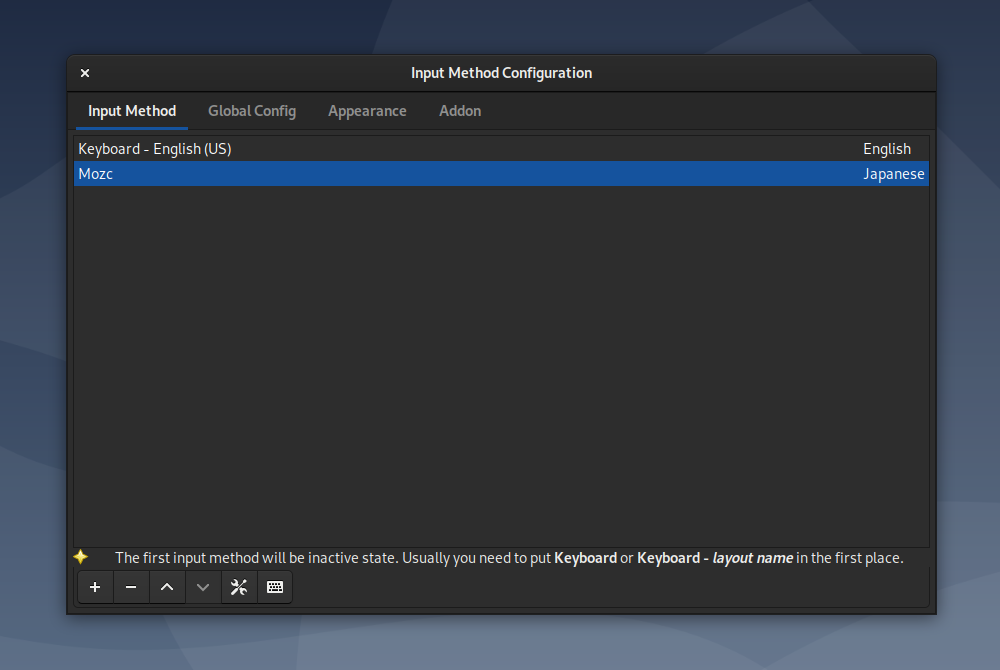 Input Method Configuration
Input Method Global Config Appearance Addon
Keyboard - English (US) English
Mozc Japanese
The first input method will be inactive state. Usually you need to put Keyboard or Keyboard - layout name in the first place.